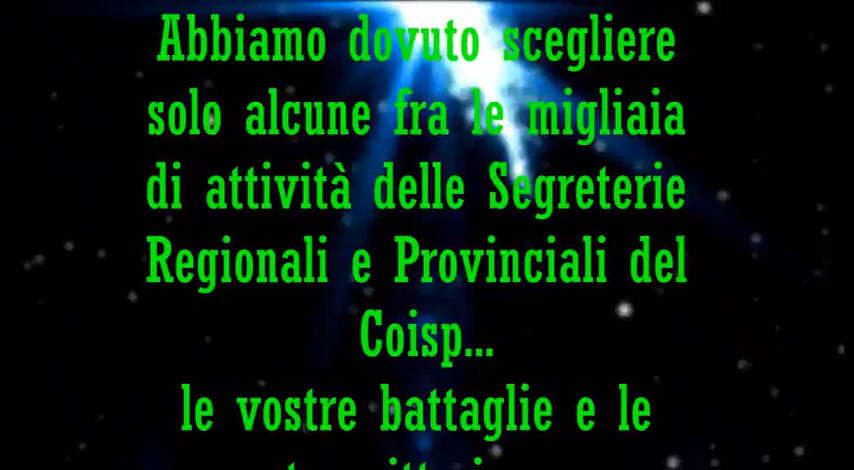 Abbiamo dovuto scegliere
solo alcune fra le migliaia
di attività delle Segreterie
Regionali e Provinciali del
Coisp...
le vostre battaglie e le